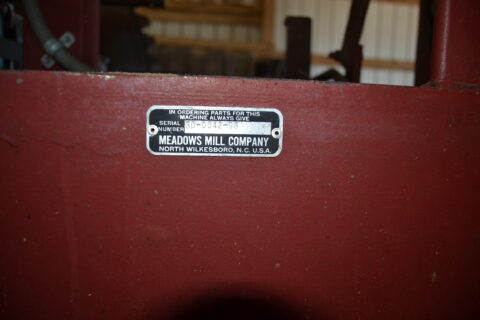 IN ORDERING PARTS FOR THIS
MACHINE ALWAYS GIVE
SERIAL
NUMBER
MEADOWS MILL COMPANY
NORTH WILKESBORO, N.C. U.S.A.